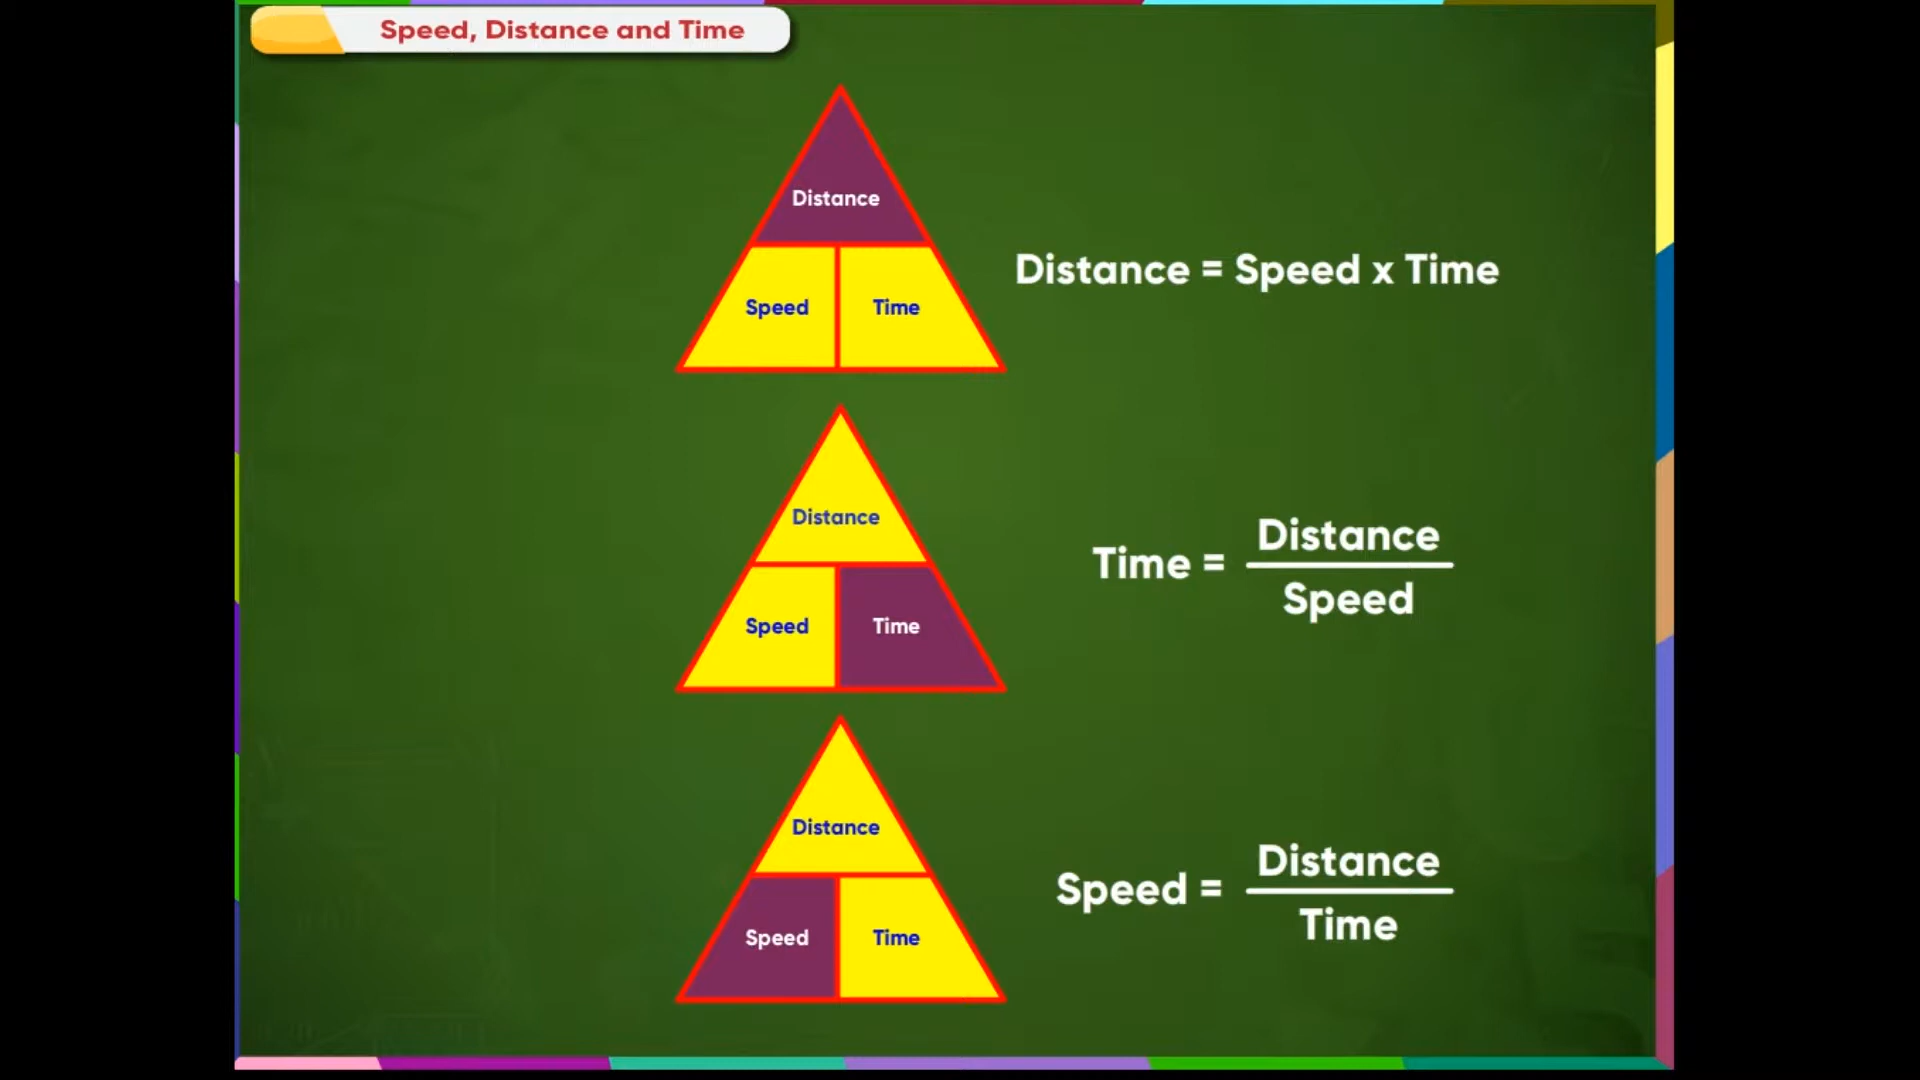 Speed, Distance and Time
Distance
Speed Time
Distance = Speed x Time
Distance
Speed Time
Time = Distance
Speed
Distance
Speed Time
Speed = Distance
Time